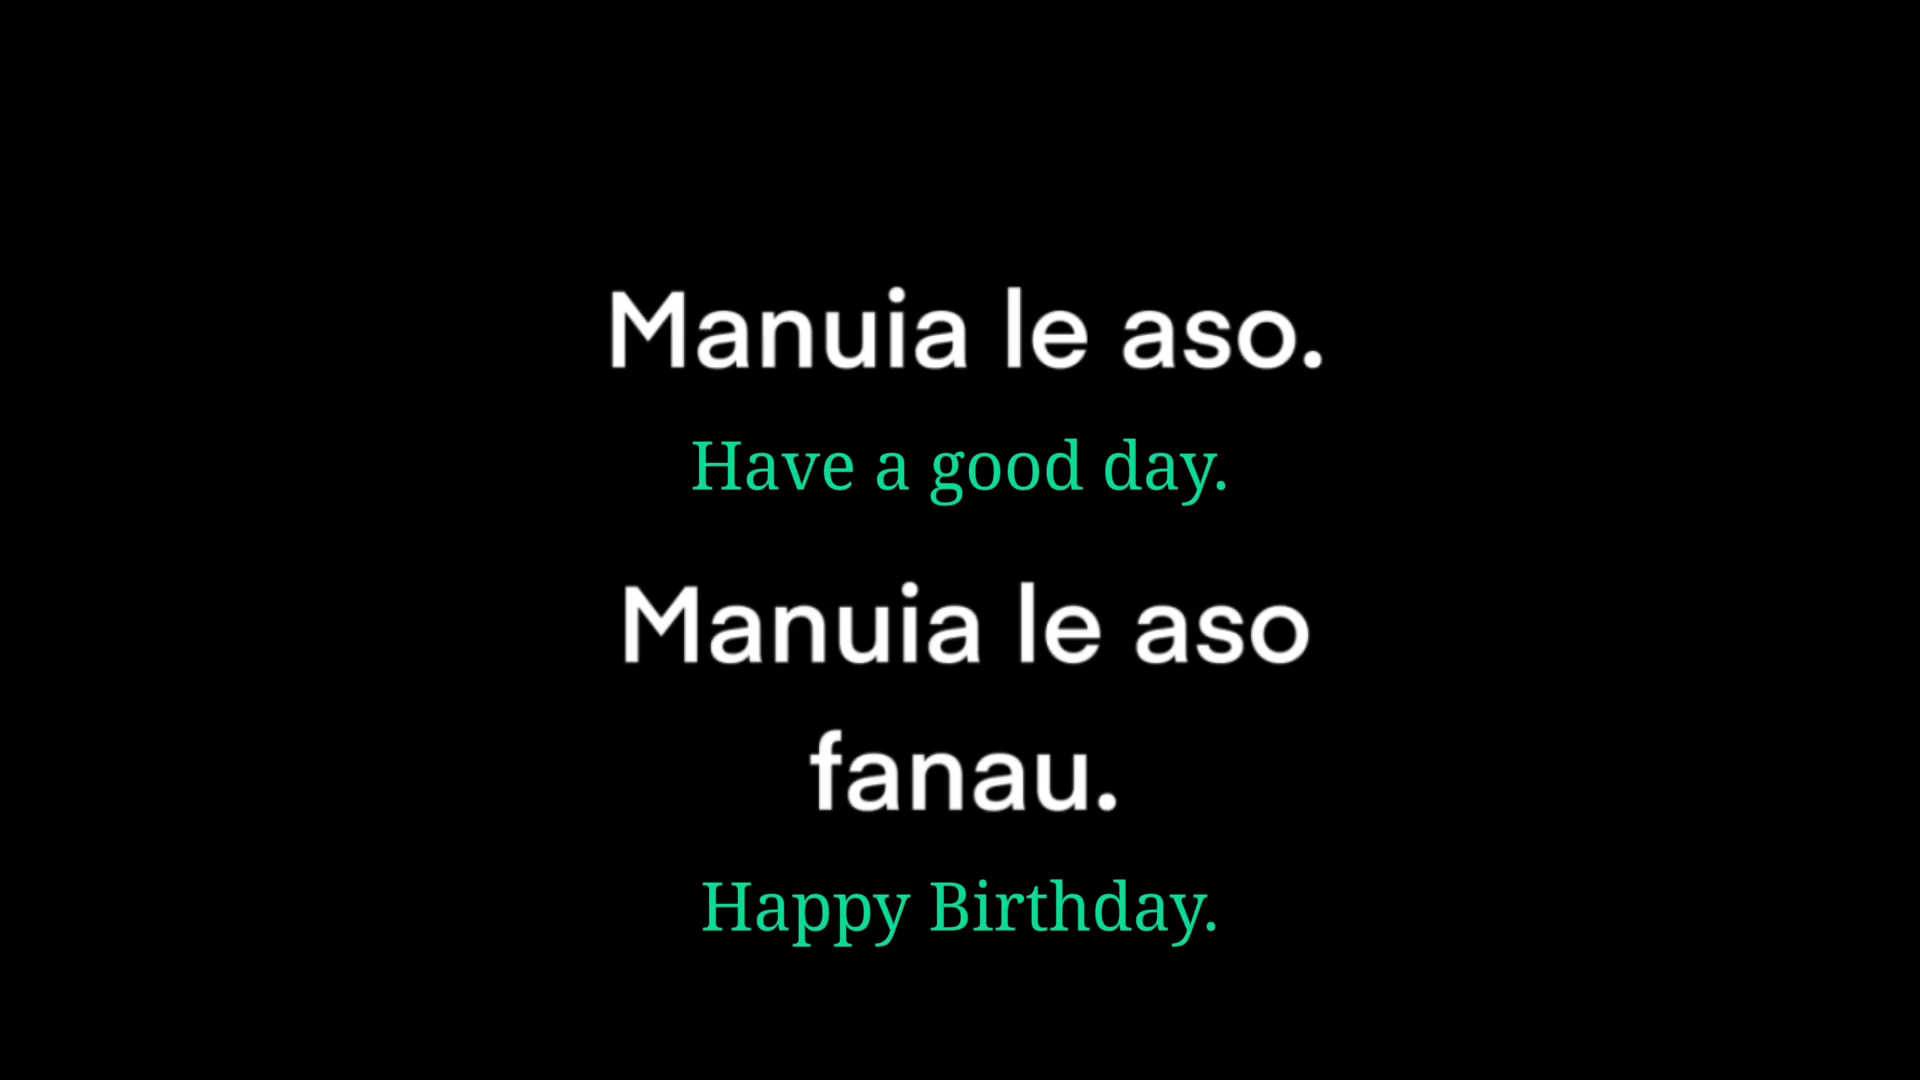 Manuia le aso.
Have a good day.
Manuia le aso
fanau.
Happy Birthday.